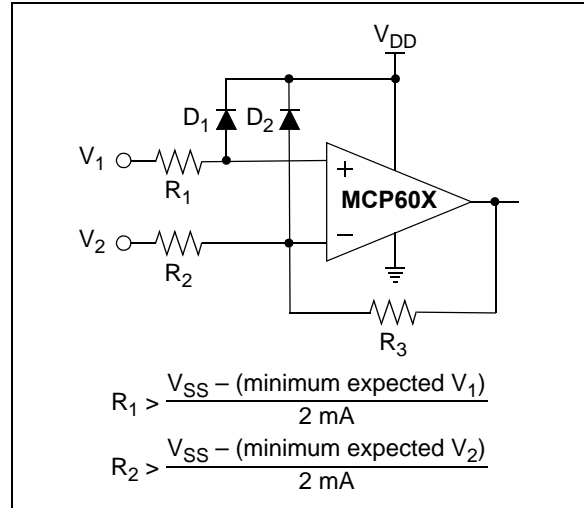 VDD
D1 D2
V1
R1
+
MCP60X
–
V2
R2
R3
R1 > VSS – (minimum expected V1)
2 mA
R2 > VSS – (minimum expected V2)
2 mA